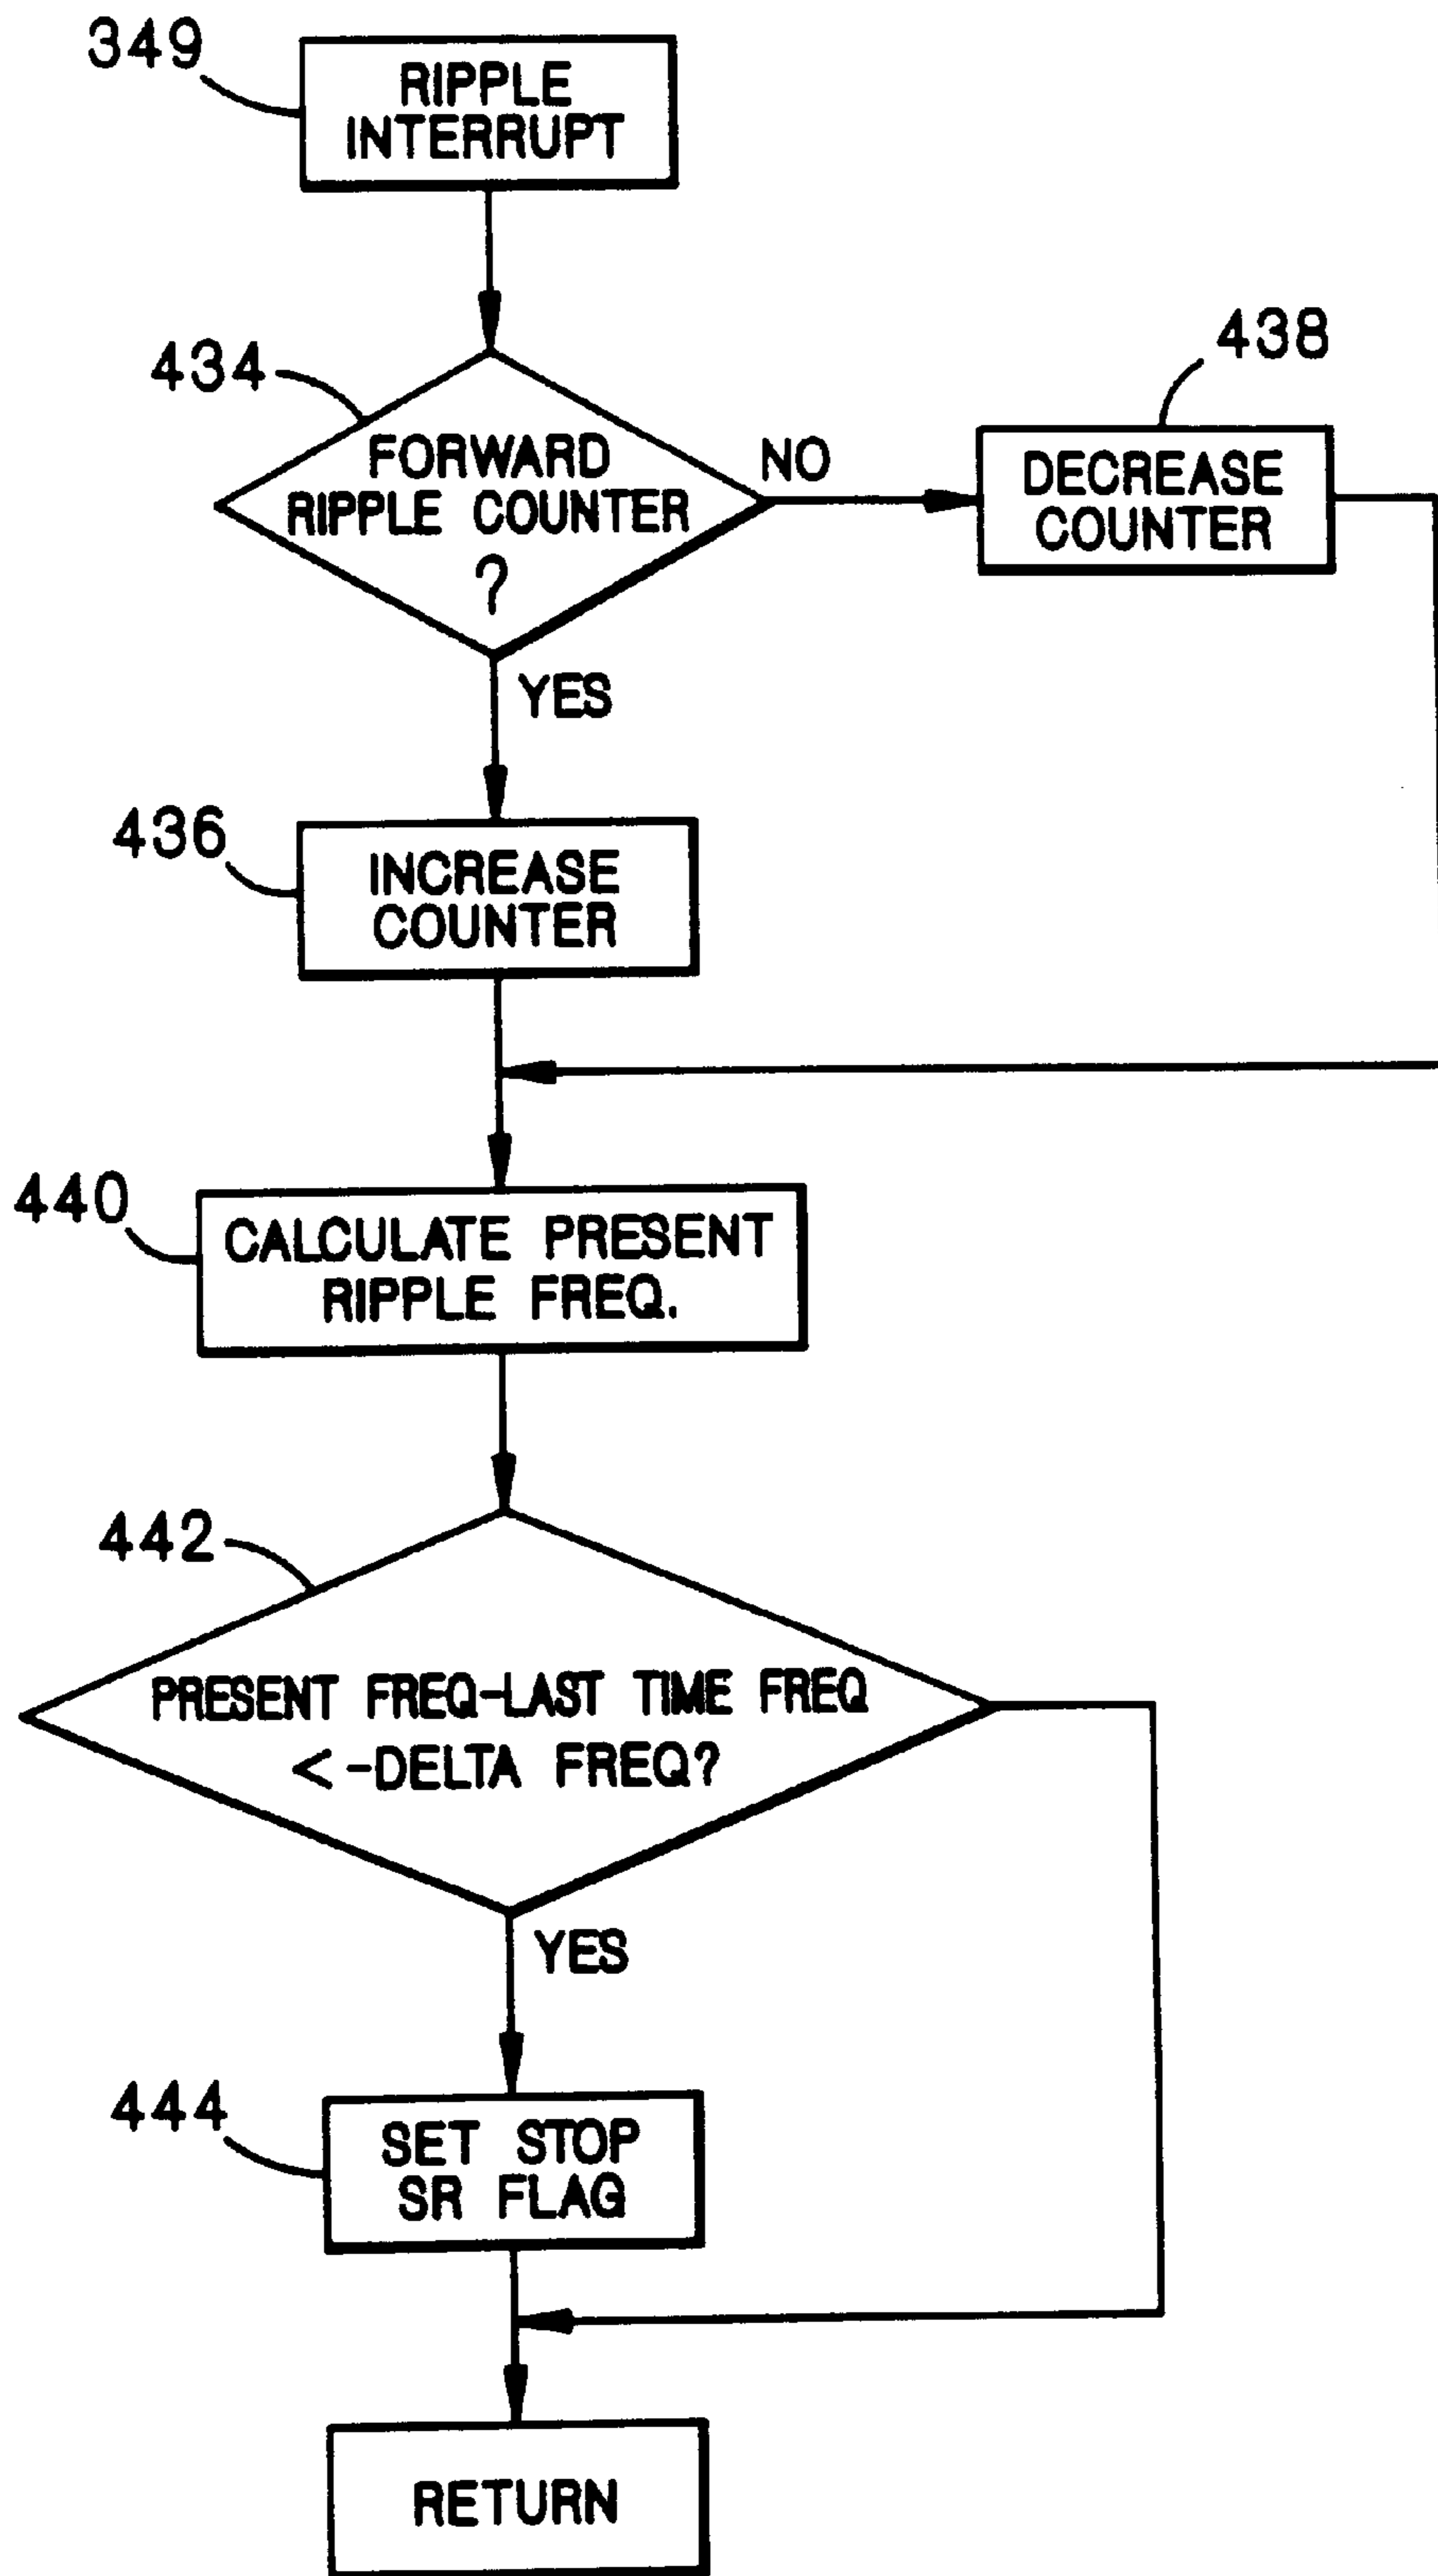 349
RIPPLE
INTERRUPT
434
FORWARD
RIPPLE COUNTER
?
NO
438
DECREASE
COUNTER
YES
436
INCREASE
COUNTER
440
CALCULATE PRESENT
RIPPLE FREQ.
442
PRESENT FREQ-LAST TIME FREQ
<-DELTA FREQ?
YES
444
SET STOP
SR FLAG
RETURN